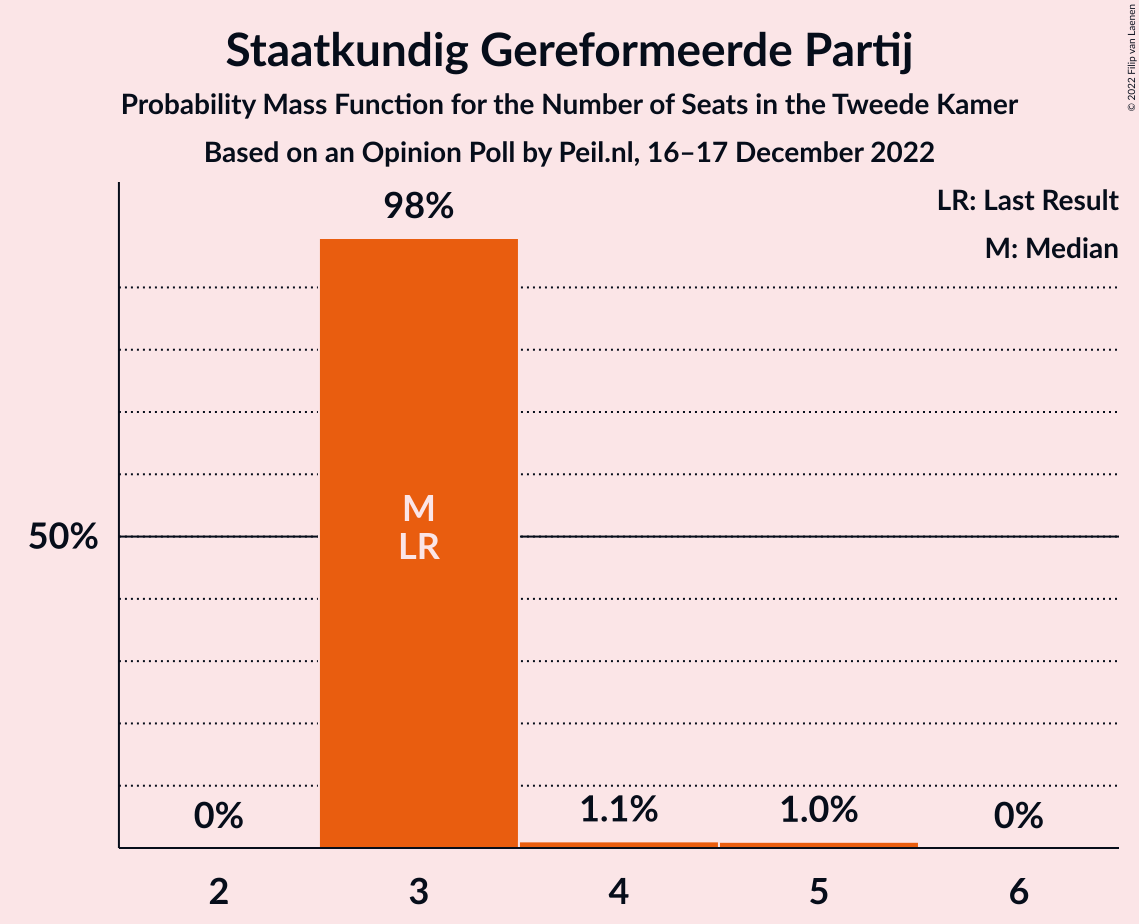 Staatkundig Gereformeerde Partij
Probability Mass Function for the Number of Seats in the Tweede Kamer
Based on an Opinion Poll by Peil.nl, 16–17 December 2022
© 2022 Filip van Laenen
LR: Last Result
M: Median
98%
M
LR
50%
0%
1.1%
1.0%
0%
2
3
4
5
6